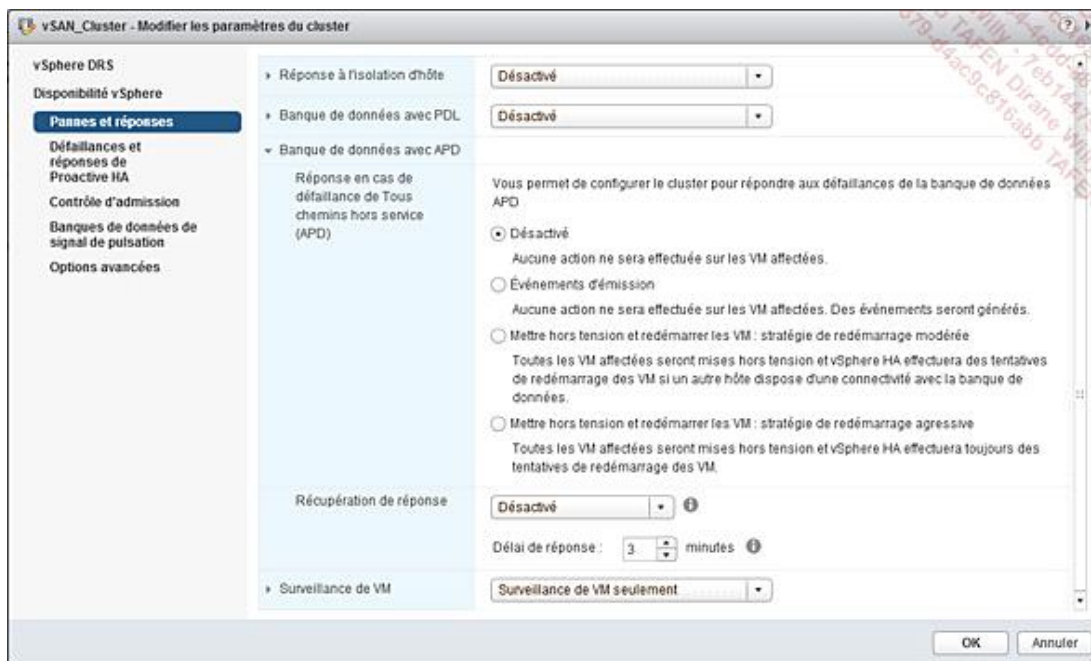 vSAN_Cluster - Modifier les paramètres du cluster
vSphere DRS
Disponibilité vSphere
Pannes et réponses
Défaillances et
réponses de
Proactive HA
Contrôle d'admission
Banques de données de
signal de pulsation
Options avancées
Réponse à l'isolation d'hôte
Désactivé
Banque de données avec PDL
Désactivé
Banque de données avec APD
Réponse en cas de
défaillance de Tous
chemins hors service
(APD)
Vous permet de configurer le cluster pour répondre aux défaillances de la banque de données
APD
Désactivé
Aucune action ne sera effectuée sur les VM affectées.
Événements d'émission
Aucune action ne sera effectuée sur les VM affectées. Des événements seront générés.
Mettre hors tension et redémarrer les VM : stratégie de redémarrage modérée
Toutes les VM affectées seront mises hors tension et vSphere HA effectuera des tentatives
de redémarrage des VM si un autre hôte dispose d'une connectivité avec la banque de
données.
Mettre hors tension et redémarrer les VM : stratégie de redémarrage agressive
Toutes les VM affectées seront mises hors tension et vSphere HA effectuera toujours des
tentatives de redémarrage des VM.
Récupération de réponse
Désactivé
Délai de réponse :
3
minutes
Surveillance de VM
Surveillance de VM seulement
OK
Annuler
TAFEN Dirane